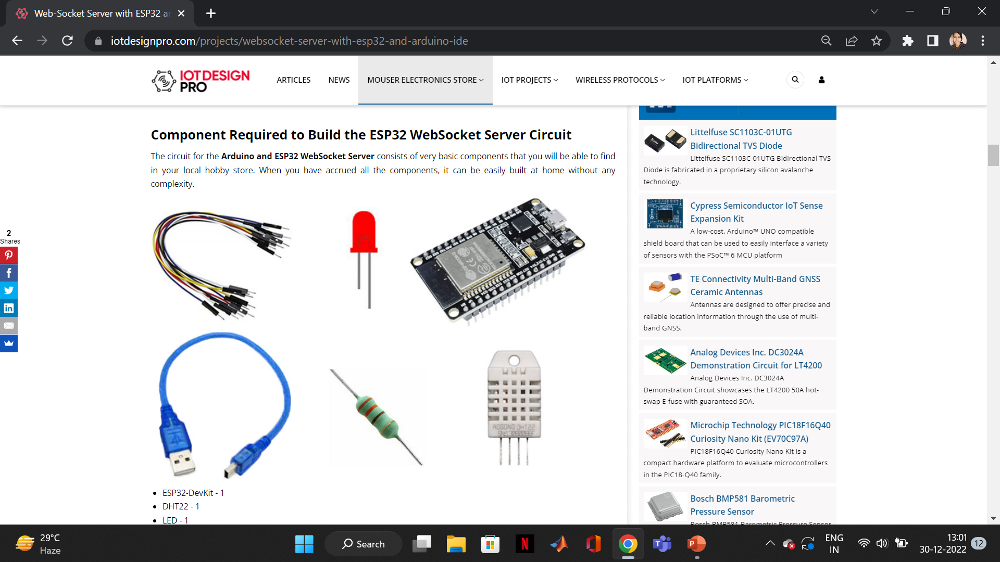 Web-Socket Server with ESP32 ar
iotdesignpro.com/projects/websocket-server-with-esp32-and-arduino-ide
IOTDESIGN
PRO
ARTICLES
NEWS
MOUSER ELECTRONICS STORE
IOT PROJECTS
WIRELESS PROTOCOLS
IOT PLATFORMS
Component Required to Build the ESP32 WebSocket Server Circuit
The circuit for the Arduino and ESP32 WebSocket Server consists of very basic components that you will be able to find
in your local hobby store. When you have accrued all the components, it can be easily built at home without any
complexity.
2
Shares
AOSONG DHT22
ESP32-DevKit - 1
DHT22 - 1
LED - 1
Littelfuse SC1103C-01UTG
Bidirectional TVS Diode
Littelfuse SC1103C-01UTG Bidirectional TVS
Diode is fabricated in a proprietary silicon avalanche
technology.
Cypress Semiconductor IoT Sense
Expansion Kit
A low-cost, Arduino™ UNO compatible
shield board that can be used to easily interface a variety
of sensors with the PSoC™ 6 MCU platform
TE Connectivity Multi-Band GNSS
Ceramic Antennas
Antennas are designed to offer precise and
reliable location information through the use of multi-
band GNSS.
Analog Devices Inc. DC3024A
Demonstration Circuit for LT4200
Analog Devices Inc. DC3024A
Demonstration Circuit showcases the LT4200 50A hot-
swap E-fuse with guaranteed SOA.
Microchip Technology PIC18F16Q40
Curiosity Nano Kit (EV70C97A)
PIC18F16Q40 Curiosity Nano Kit is a
compact hardware platform to evaluate microcontrollers
in the PIC18-Q40 family.
Bosch BMP581 Barometric
Pressure Sensor
Bosch BMP581 Barometric Pressure Sensor
29°C
Haze
Search
ENG
IN
13:01
30-12-2022
12